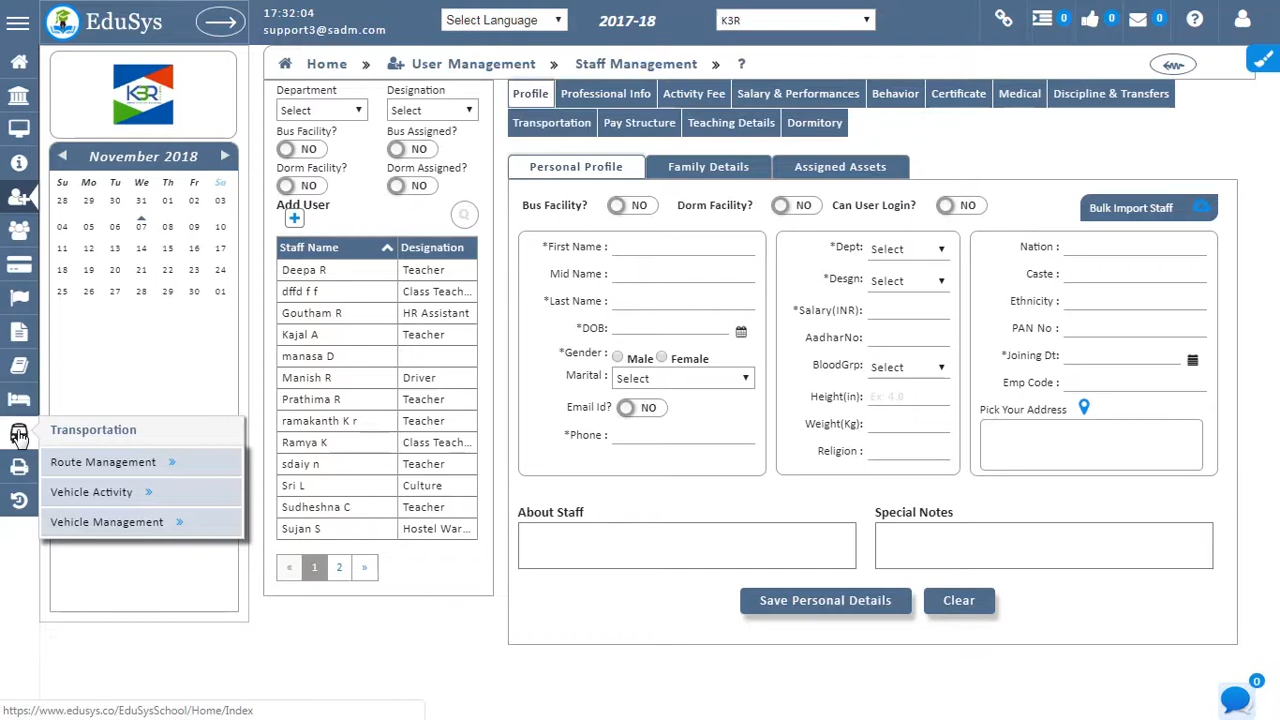 EduSys
17:32:04
support3@sadm.com
Select Language
2017-18
K3R
0
0
0
?
Home » User Management » Staff Management » ?
K3R
November 2018
Su Mo Tu We Th Fr Sa
28 29 30 31 01 02 03
04 05 06 07 08 09 10
11 12 13 14 15 16 17
18 19 20 21 22 23 24
25 26 27 28 29 30 01
Transportation
Route Management »
Vehicle Activity »
Vehicle Management »
Department Designation
Select Select
Bus Facility? Bus Assigned?
NO NO
Dorm Facility? Dorm Assigned?
NO NO
Add User
Staff Name Designation
Deepa R Teacher
dffd f f Class Teach...
Goutham R HR Assistant
Kajal A Teacher
manasa D
Manish R Driver
Prathima R Teacher
ramakanth K r Teacher
Ramya K Class Teach...
sdaiy n Teacher
Sri L Culture
Sudheshna C Teacher
Sujan S Hostel War...
« 1 2 »
Profile Professional Info Activity Fee Salary & Performances Behavior Certificate Medical Discipline & Transfers
Transportation Pay Structure Teaching Details Dormitory
Personal Profile Family Details Assigned Assets
Bus Facility? NO Dorm Facility? NO Can User Login? NO
Bulk Import Staff
*First Name :
Mid Name :
*Last Name :
*DOB:
*Gender : Male Female
Marital : Select
Email Id? NO
*Phone :
*Dept: Select
*Desgn: Select
*Salary(INR):
AadharNo:
BloodGrp: Select
Height(in): Ex: 4.0
Weight(Kg):
Religion :
Nation :
Caste:
Ethnicity :
PAN No :
*Joining Dt:
Emp Code :
Pick Your Address
About Staff
Special Notes
Save Personal Details Clear
0
https://www.edusys.co/EduSysSchool/Home/Index